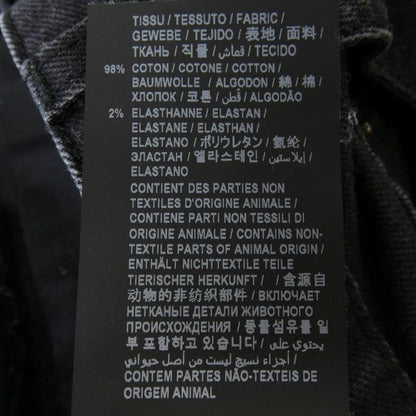 TISSU / TESSUTO / FABRIC /
GEWEBE / TEJIDO / 表地 / 面料 /
ТКАНЬ / 직물 / قماش / TECIDO
98% COTON / COTONE / COTTON /
BAUMWOLLE / ALGODON / 綿 / 棉 /
ХЛОПОК / 코튼 / قطن / ALGODÃO
2% ELASTHANNE / ELASTAN /
ELASTANE / ELASTHAN /
ELASTANO / ポリウレタン / 氨纶 /
ЭЛАСТАН / 엘라스테인 / إيلاستين /
ELASTANO
CONTIENT DES PARTIES NON
TEXTILES D'ORIGINE ANIMALE /
CONTIENE PARTI NON TESSILI DI
ORIGINE ANIMALE / CONTAINS NON-
TEXTILE PARTS OF ANIMAL ORIGIN /
ENTHÄLT NICHTTEXTILE TEILE
TIERISCHER HERKUNFT / / 含源自
动物的非纺织部件 / ВКЛЮЧАЕТ
НЕТКАНЫЕ ДЕТАЛИ ЖИВОТНОГО
ПРОИСХОЖДЕНИЯ / 동물섬유를 일
부 포함하고 있습니다 / يحتوي على
أجزاء نسيج ليست من أصل حيواني /
CONTEM PARTES NÃO-TEXTEIS DE
ORIGEM ANIMAL